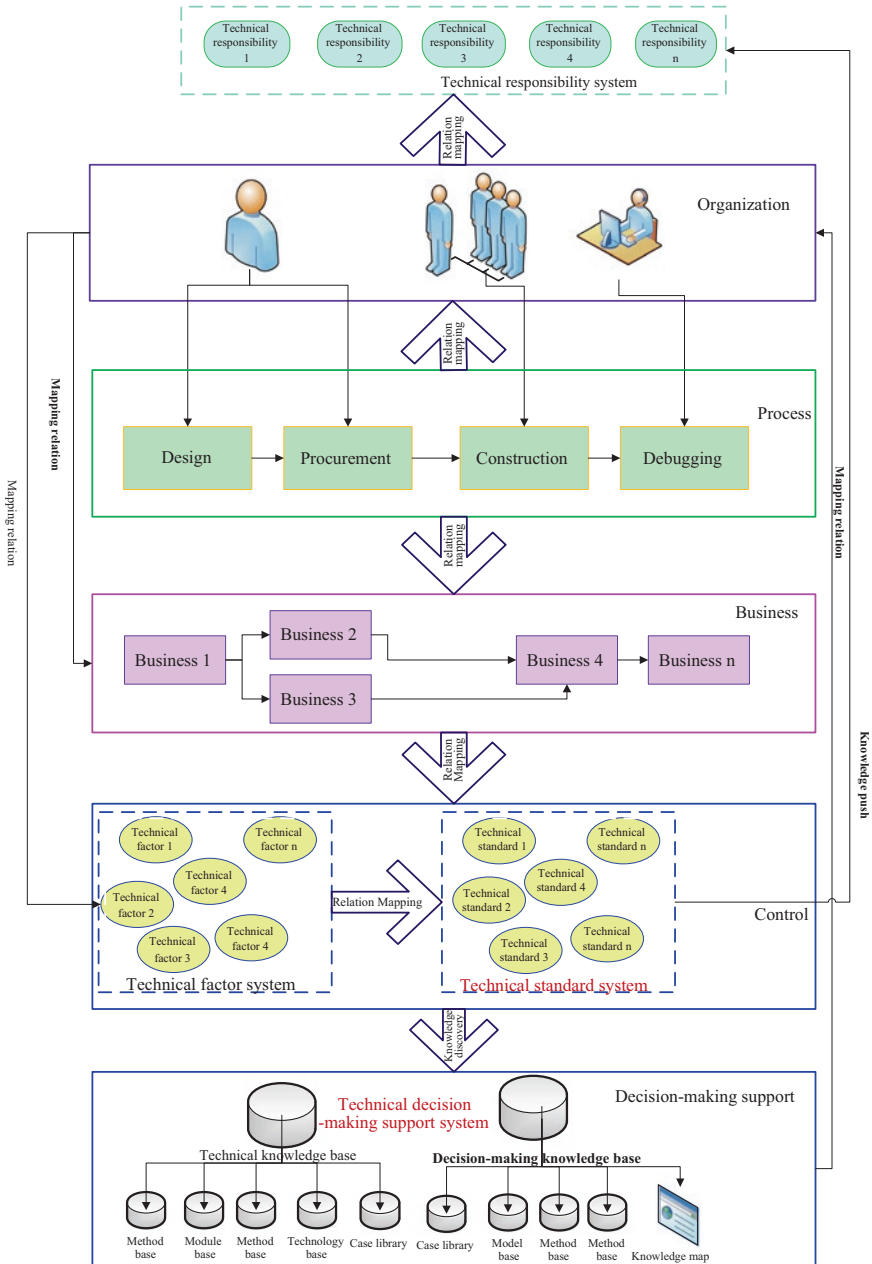 Technical
responsibility
1
Technical
responsibility
2
Technical
responsibility
3
Technical
responsibility
4
Technical
responsibility
n
Technical responsibility system
Relation
mapping
Organization
Relation
mapping
Mapping relation
Mapping relation
Process
Design
Procurement
Construction
Debugging
Mapping relation
Knowledge push
Relation
mapping
Business
Business 1
Business 2
Business 3
Business 4
Business n
Relation
Mapping
Technical
factor 1
Technical
factor n
Technical
factor 4
Technical
factor 2
Technical
factor 3
Technical
factor 4
Technical factor system
Relation Mapping
Technical
standard 1
Technical
standard n
Technical
standard 4
Technical
standard 2
Technical
standard 3
Technical
standard n
Technical standard system
Control
Knowledge
discovery
Decision-making support
Technical decision
-making support system
Technical knowledge base
Decision-making knowledge base
Method
base
Module
base
Method
base
Technology
base
Case library
Case library
Model
base
Method
base
Method
base
Knowledge map